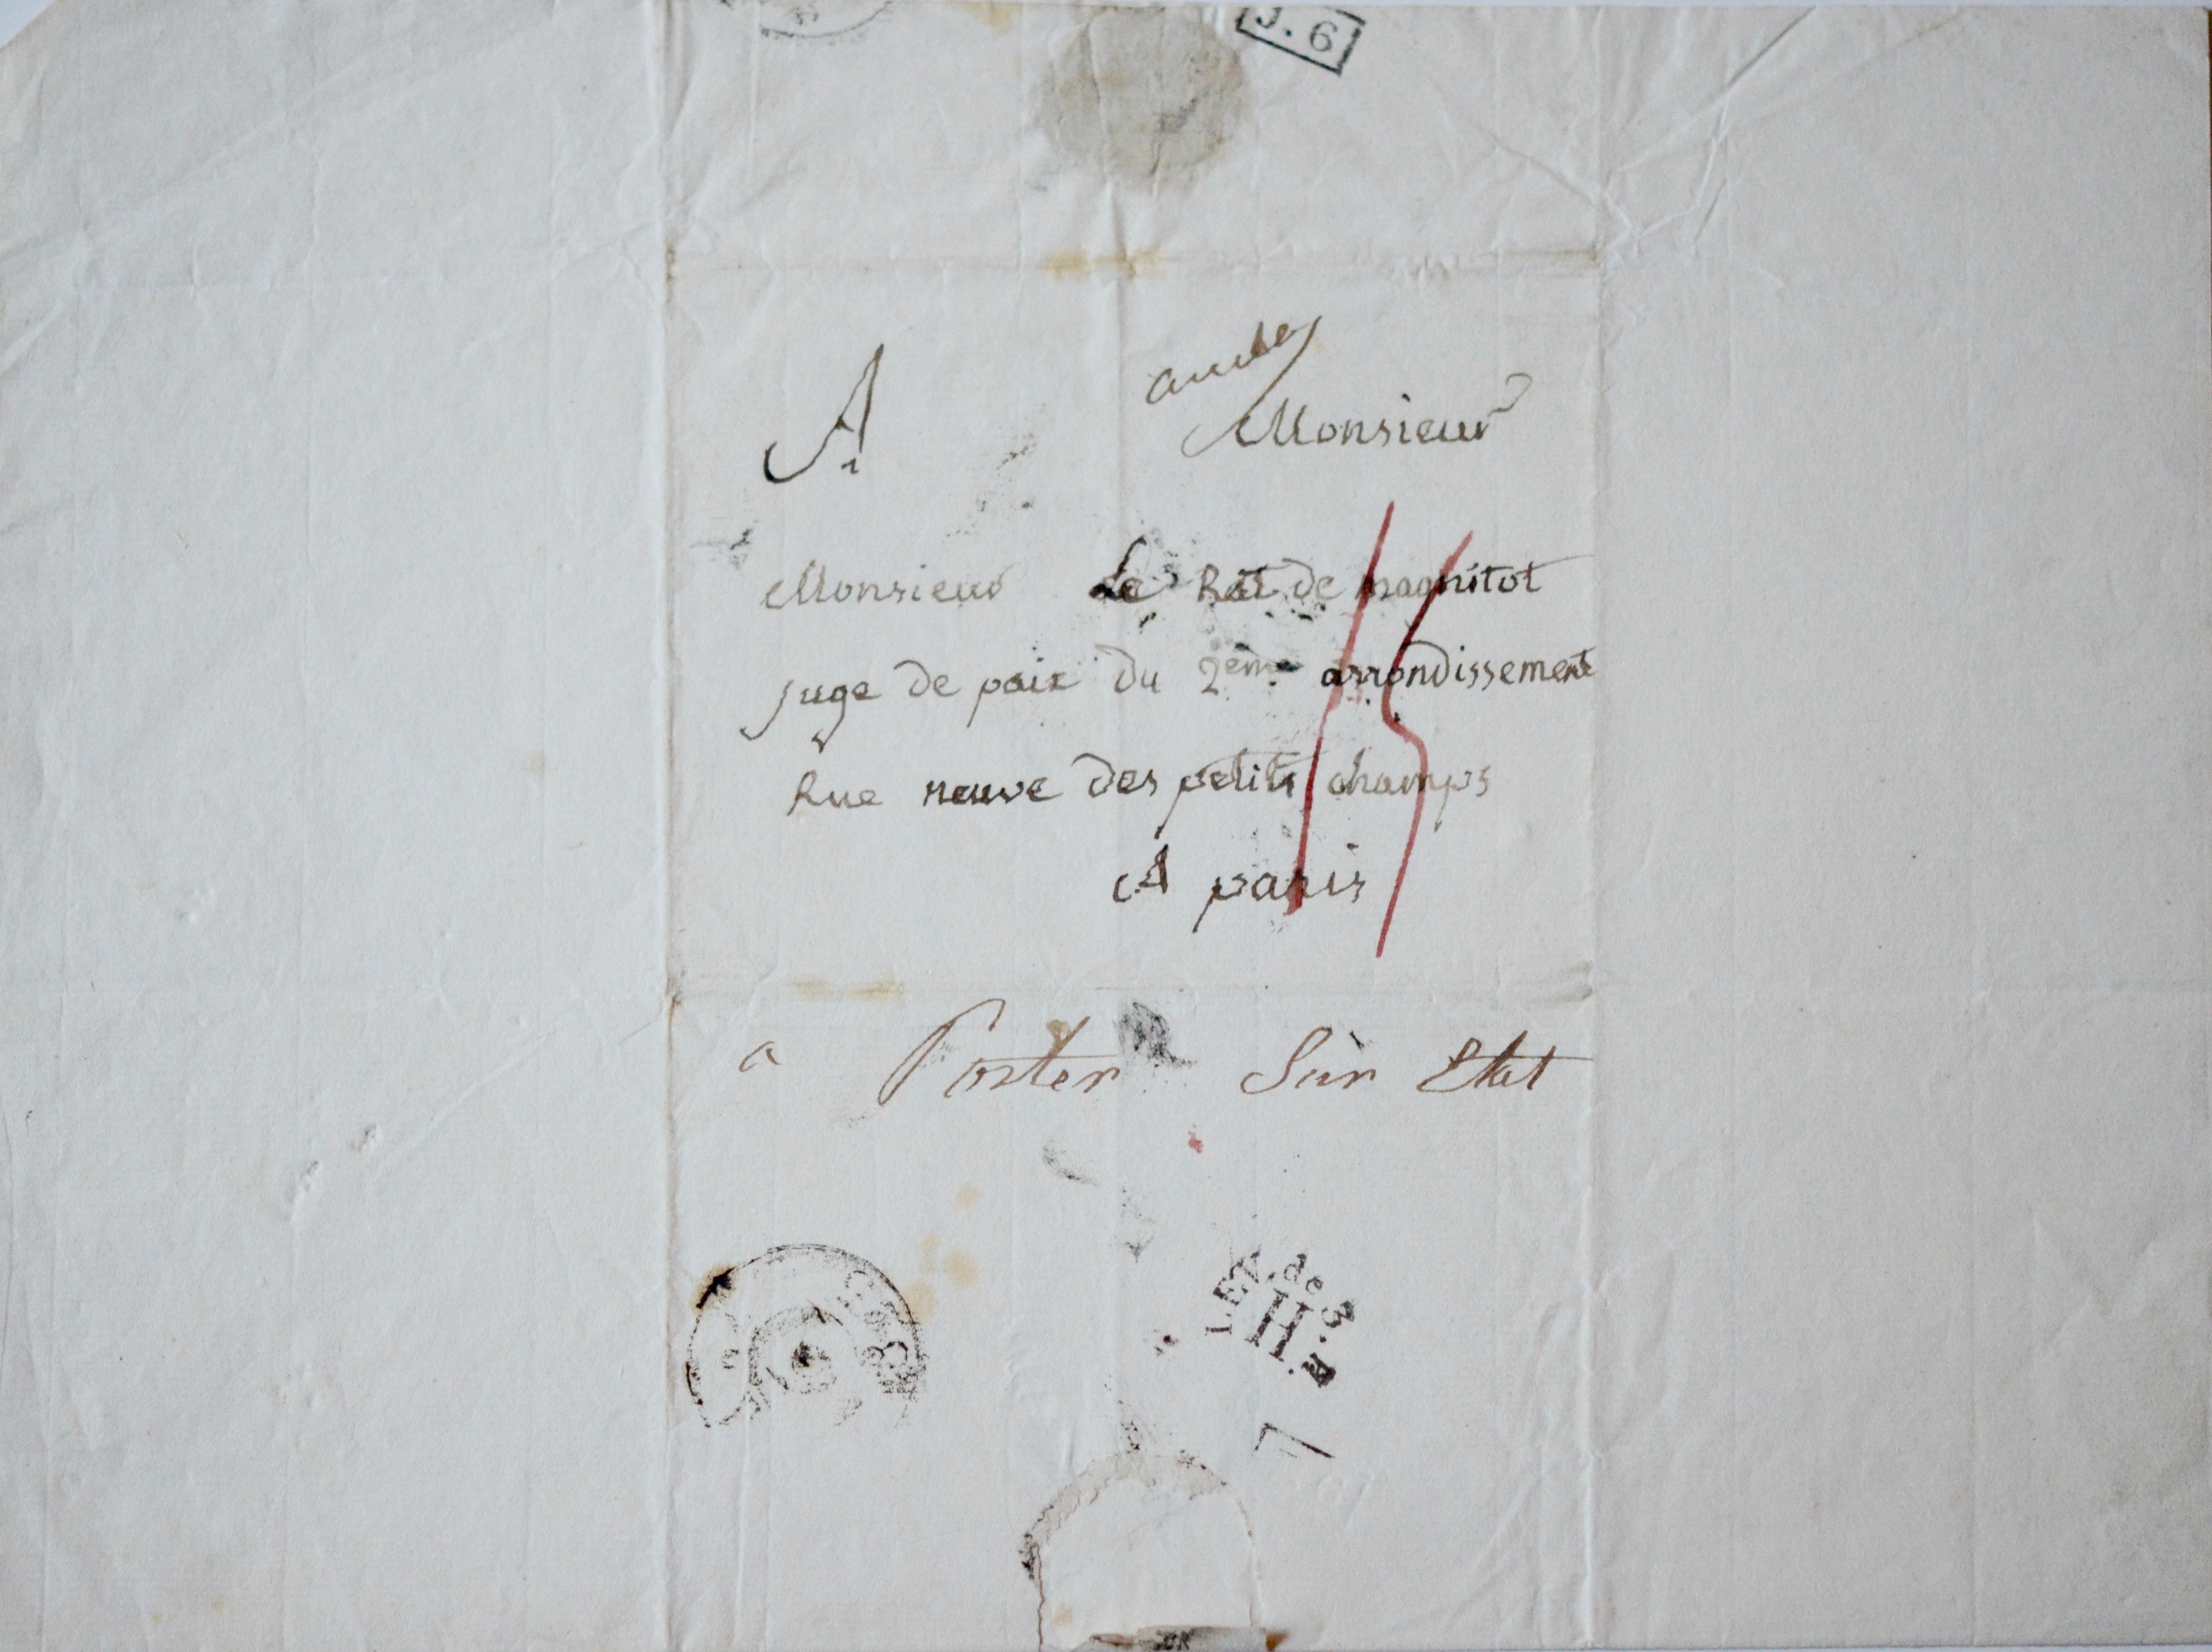 J. 6
A
Monsieur
Monsieur Le Rat de magnitot
juge de paix du 2ème arrondissement
Rue neuve des petits champs
A paris
15
a Porter Sur Etat
LEV. de 3.
H